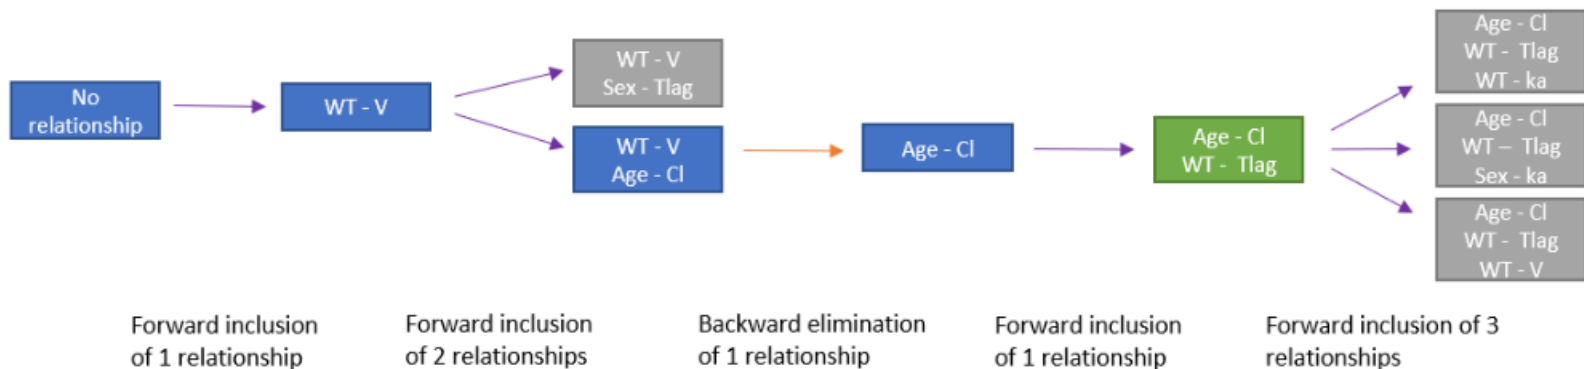 No
relationship
WT - V
WT - V
Sex - Tlag
WT - V
Age - Cl
Age - Cl
Age - Cl
WT - Tlag
Age - Cl
WT - Tlag
WT - ka
Age - Cl
WT – Tlag
Sex - ka
Age - Cl
WT - Tlag
WT - V
Forward inclusion
of 1 relationship
Forward inclusion
of 2 relationships
Backward elimination
of 1 relationship
Forward inclusion
of 1 relationship
Forward inclusion of 3
relationships